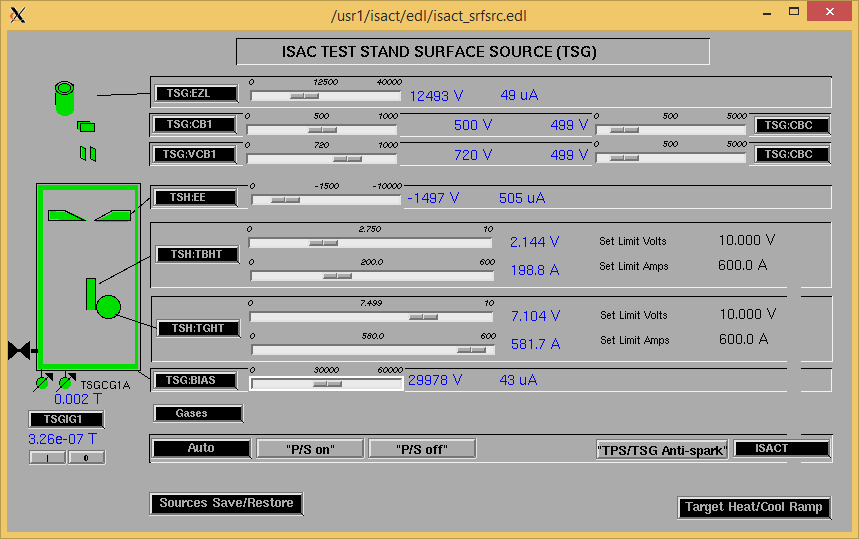 /usr1/isact/edl/isact_srfsrc.edl
ISAC TEST STAND SURFACE SOURCE (TSG)
0 12500 40000
TSG:EZL 12493 V 49 uA
0 500 1000 0 500 5000
TSG:CB1 500 V 499 V TSG:CBC
0 720 1000 0 500 5000
TSG:VCB1 720 V 499 V TSG:CBC
0 -1500 -10000
TSH:EE -1497 V 505 uA
0 2.750 10
2.144 V Set Limit Volts 10.000 V
TSH:TBHT
0 200.0 600
198.8 A Set Limit Amps 600.0 A
0 7.499 10
7.104 V Set Limit Volts 10.000 V
TSH:TGHT
0 580.0 600
581.7 A Set Limit Amps 600.0 A
0 30000 60000
TSG:BIAS 29978 V 43 uA
TSGCG1A
0.002 T
TSGIG1
3.26e-07 T
I 0
Gases
Auto "P/S on" "P/S off" "TPS/TSG Anti-spark" ISACT
Sources Save/Restore
Target Heat/Cool Ramp